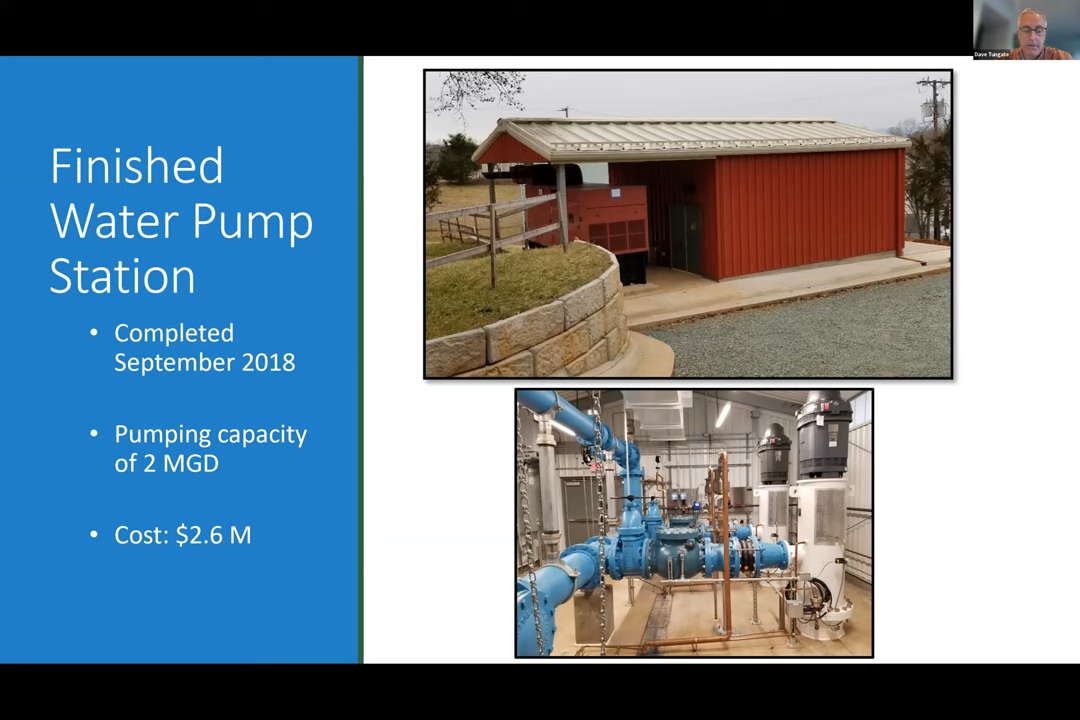 Dave Tungate
Finished
Water Pump
Station
• Completed
September 2018
• Pumping capacity
of 2 MGD
• Cost: $2.6 M